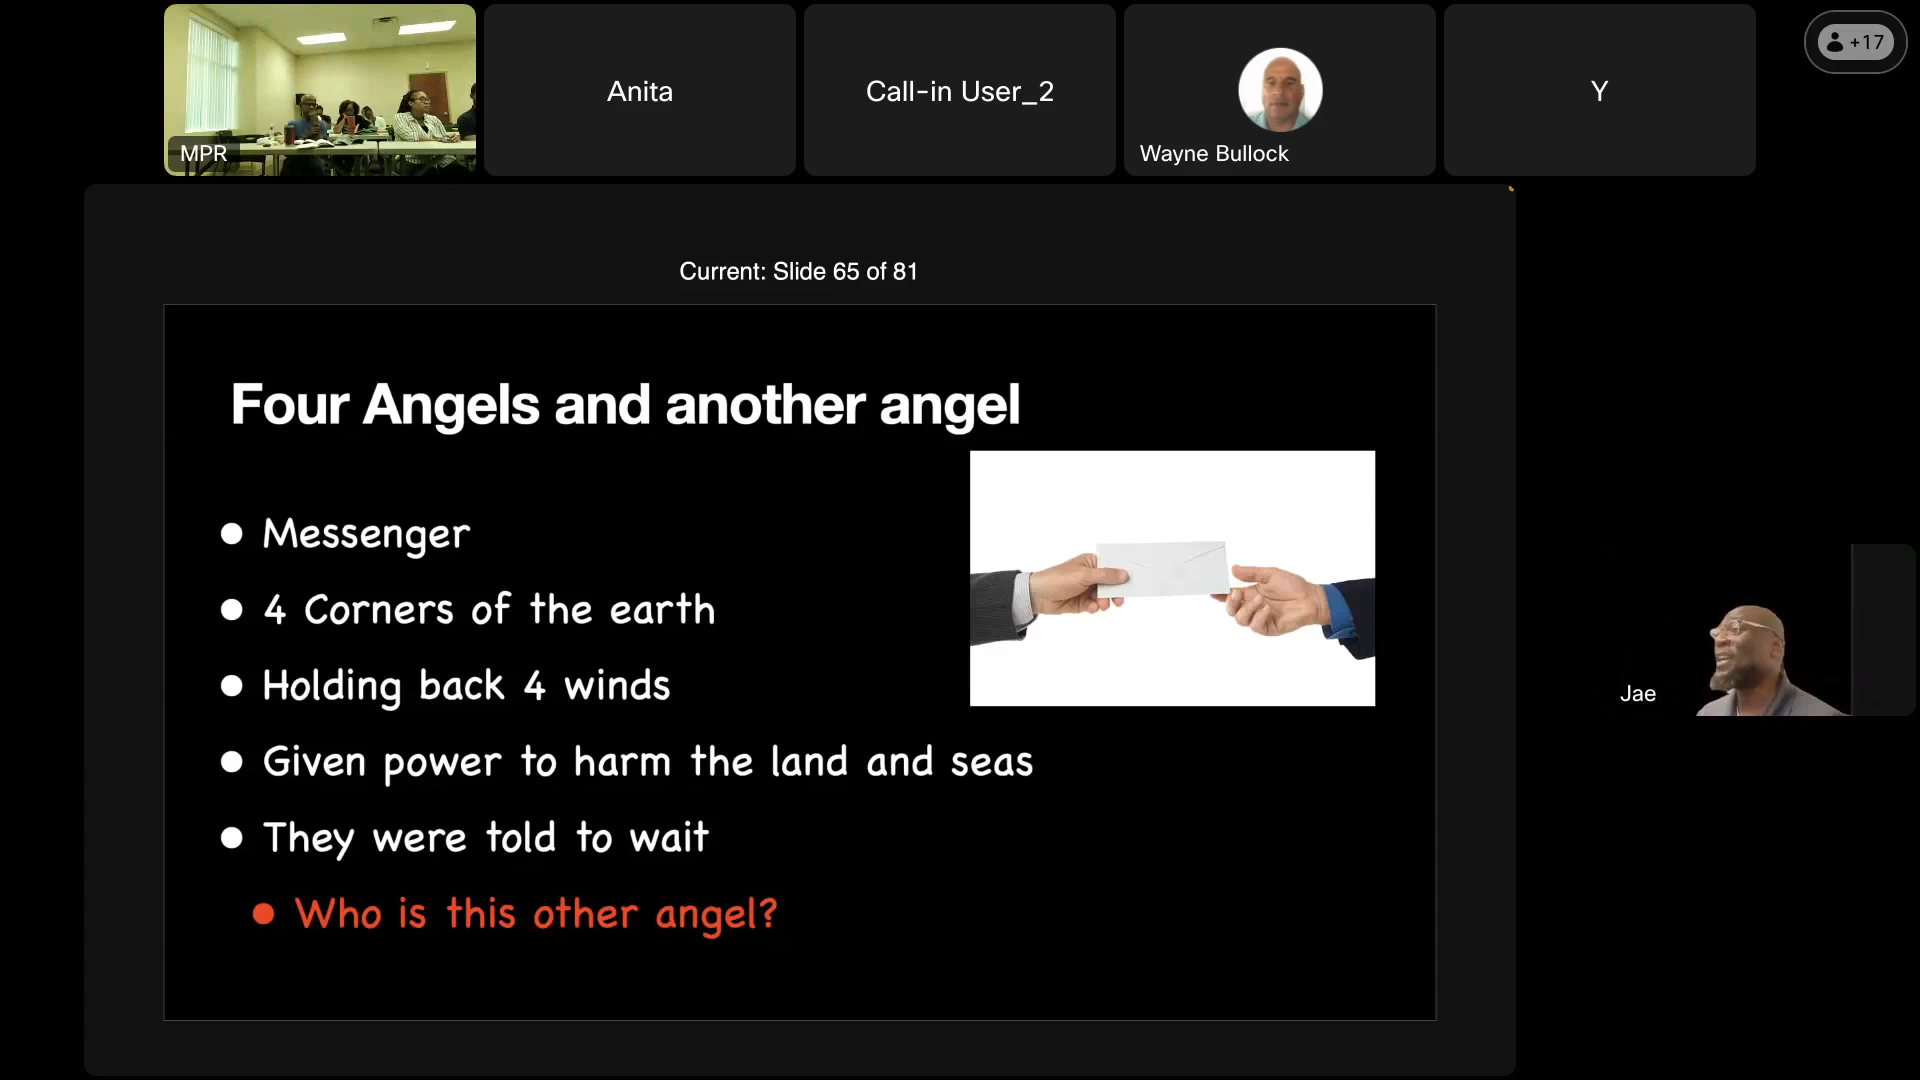 MPR
Anita
Call-in User_2
Wayne Bullock
Y
+17
Current: Slide 65 of 81
Four Angels and another angel
Messenger
4 Corners of the earth
Holding back 4 winds
Given power to harm the land and seas
They were told to wait
Who is this other angel?
Jae